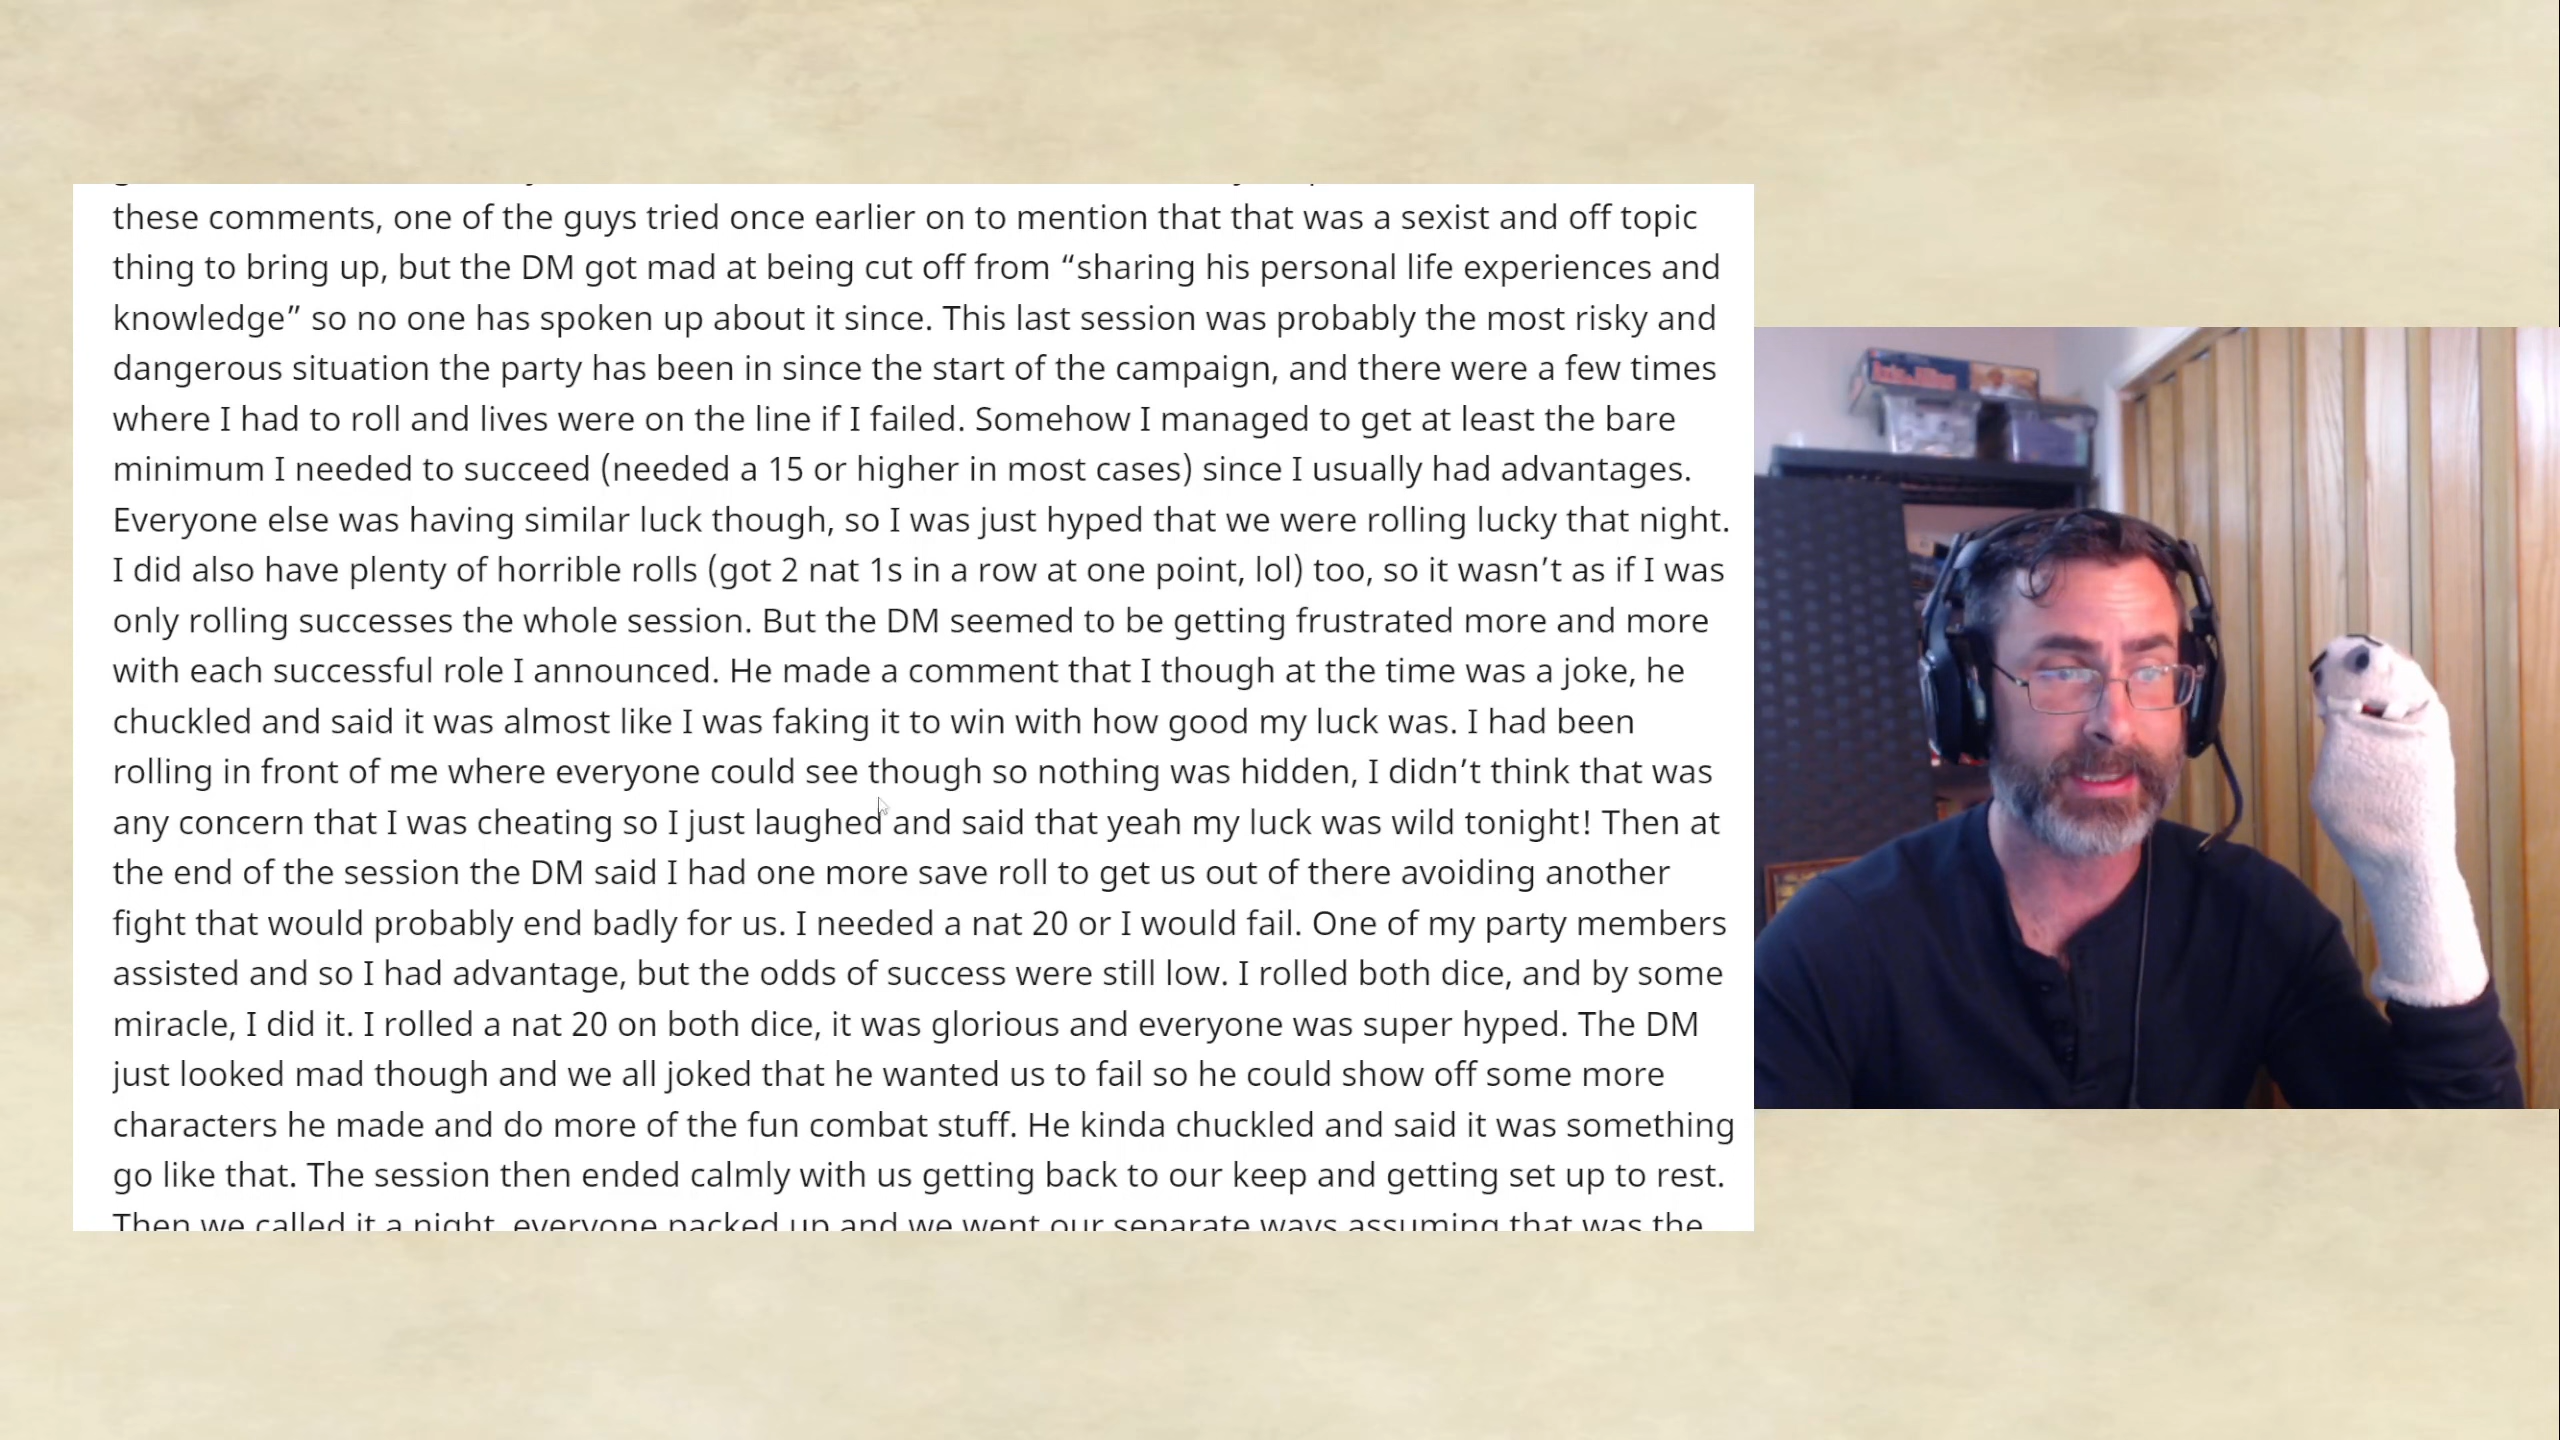 these comments, one of the guys tried once earlier on to mention that that was a sexist and off topic
thing to bring up, but the DM got mad at being cut off from “sharing his personal life experiences and
knowledge” so no one has spoken up about it since. This last session was probably the most risky and
dangerous situation the party has been in since the start of the campaign, and there were a few times
where I had to roll and lives were on the line if I failed. Somehow I managed to get at least the bare
minimum I needed to succeed (needed a 15 or higher in most cases) since I usually had advantages.
Everyone else was having similar luck though, so I was just hyped that we were rolling lucky that night.
I did also have plenty of horrible rolls (got 2 nat 1s in a row at one point, lol) too, so it wasn’t as if I was
only rolling successes the whole session. But the DM seemed to be getting frustrated more and more
with each successful role I announced. He made a comment that I though at the time was a joke, he
chuckled and said it was almost like I was faking it to win with how good my luck was. I had been
rolling in front of me where everyone could see though so nothing was hidden, I didn’t think that was
any concern that I was cheating so I just laughed and said that yeah my luck was wild tonight! Then at
the end of the session the DM said I had one more save roll to get us out of there avoiding another
fight that would probably end badly for us. I needed a nat 20 or I would fail. One of my party members
assisted and so I had advantage, but the odds of success were still low. I rolled both dice, and by some
miracle, I did it. I rolled a nat 20 on both dice, it was glorious and everyone was super hyped. The DM
just looked mad though and we all joked that he wanted us to fail so he could show off some more
characters he made and do more of the fun combat stuff. He kinda chuckled and said it was something
go like that. The session then ended calmly with us getting back to our keep and getting set up to rest.
Then we called it a night, everyone packed up and we went our separate ways assuming that was the